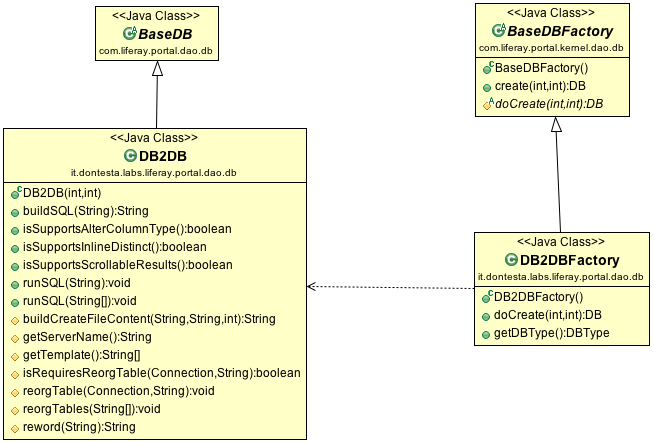 <<Java Class>>
BaseDB
com.liferay.portal.dao.db
<<Java Class>>
BaseDBFactory
com.liferay.portal.kernel.dao.db
BaseDBFactory()
create(int,int):DB
doCreate(int,int):DB
<<Java Class>>
DB2DB
it.dontesta.labs.liferay.portal.dao.db
DB2DB(int,int)
buildSQL(String):String
isSupportsAlterColumnType():boolean
isSupportsInlineDistinct():boolean
isSupportsScrollableResults():boolean
runSQL(String):void
runSQL(String[]):void
buildCreateFileContent(String,String,int):String
getServerName():String
getTemplate():String[]
isRequiresReorgTable(Connection,String):boolean
reorgTable(Connection,String):void
reorgTables(String[]):void
reword(String):String
<<Java Class>>
DB2DBFactory
it.dontesta.labs.liferay.portal.dao.db
DB2DBFactory()
doCreate(int,int):DB
getDBType():DBType